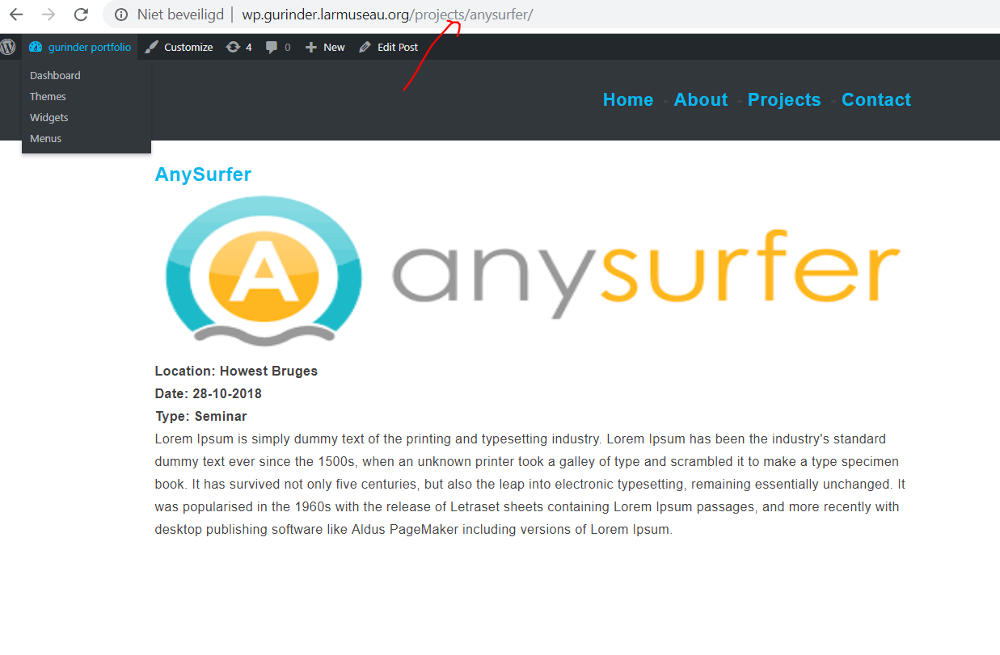 Niet beveiligd | wp.gurinder.larmuseau.org/projects/anysurfer/
gurinder portfolio Customize 4 0 New Edit Post
Dashboard
Themes
Widgets
Menus
Home - About - Projects - Contact
AnySurfer
A anysurfer
Location: Howest Bruges
Date: 28-10-2018
Type: Seminar
Lorem Ipsum is simply dummy text of the printing and typesetting industry. Lorem Ipsum has been the industry's standard
dummy text ever since the 1500s, when an unknown printer took a galley of type and scrambled it to make a type specimen
book. It has survived not only five centuries, but also the leap into electronic typesetting, remaining essentially unchanged. It
was popularised in the 1960s with the release of Letraset sheets containing Lorem Ipsum passages, and more recently with
desktop publishing software like Aldus PageMaker including versions of Lorem Ipsum.